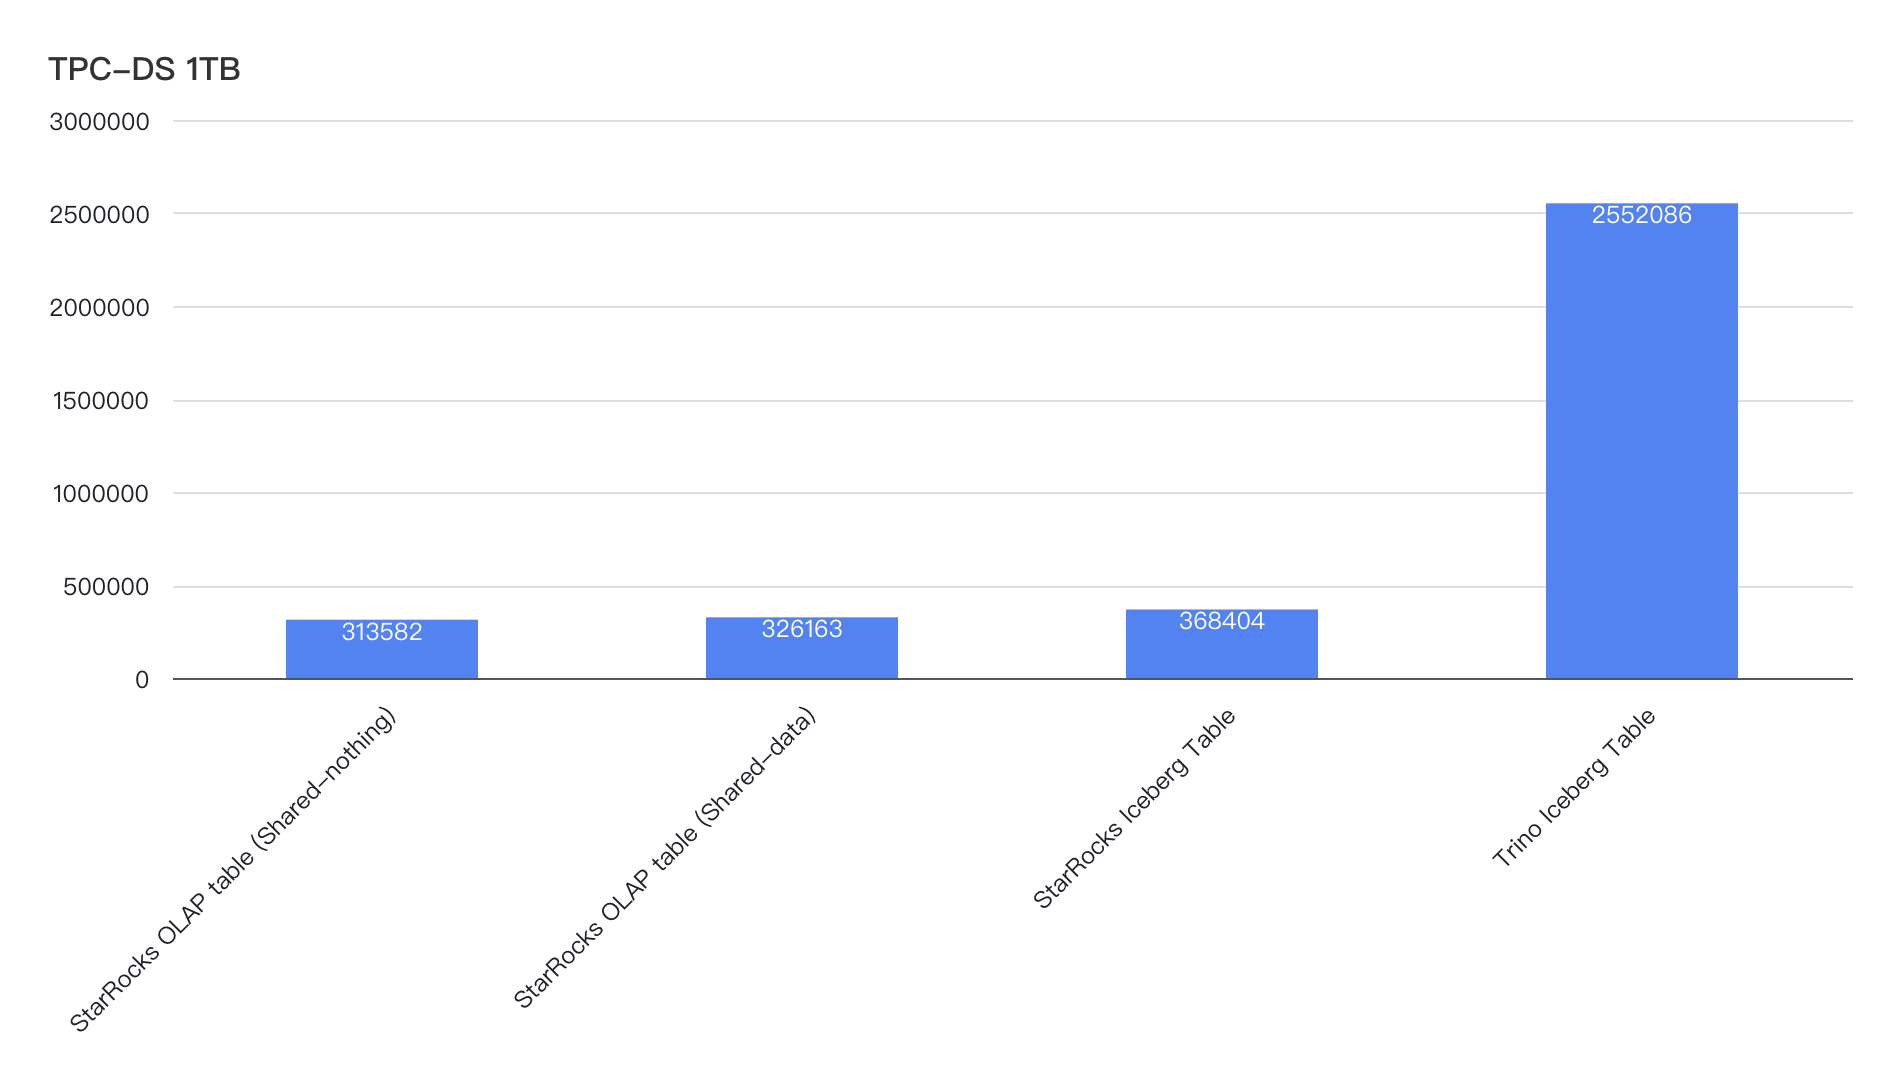 TPC-DS 1TB
3000000
2500000
2000000
1500000
1000000
500000
0
313582
326163
368404
2552086
StarRocks OLAP table (Shared-nothing)
StarRocks OLAP table (Shared-data)
StarRocks Iceberg Table
Trino Iceberg Table